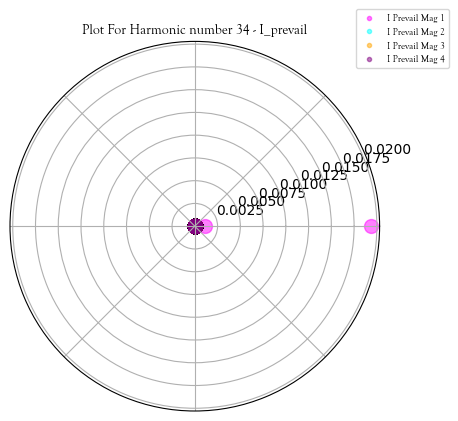 Plot For Harmonic number 34 - I_prevail
I Prevail Mag 1
I Prevail Mag 2
I Prevail Mag 3
I Prevail Mag 4
0.0200
0.0175
0.0150
0.0125
0.0100
0.0075
0.0050
0.0025